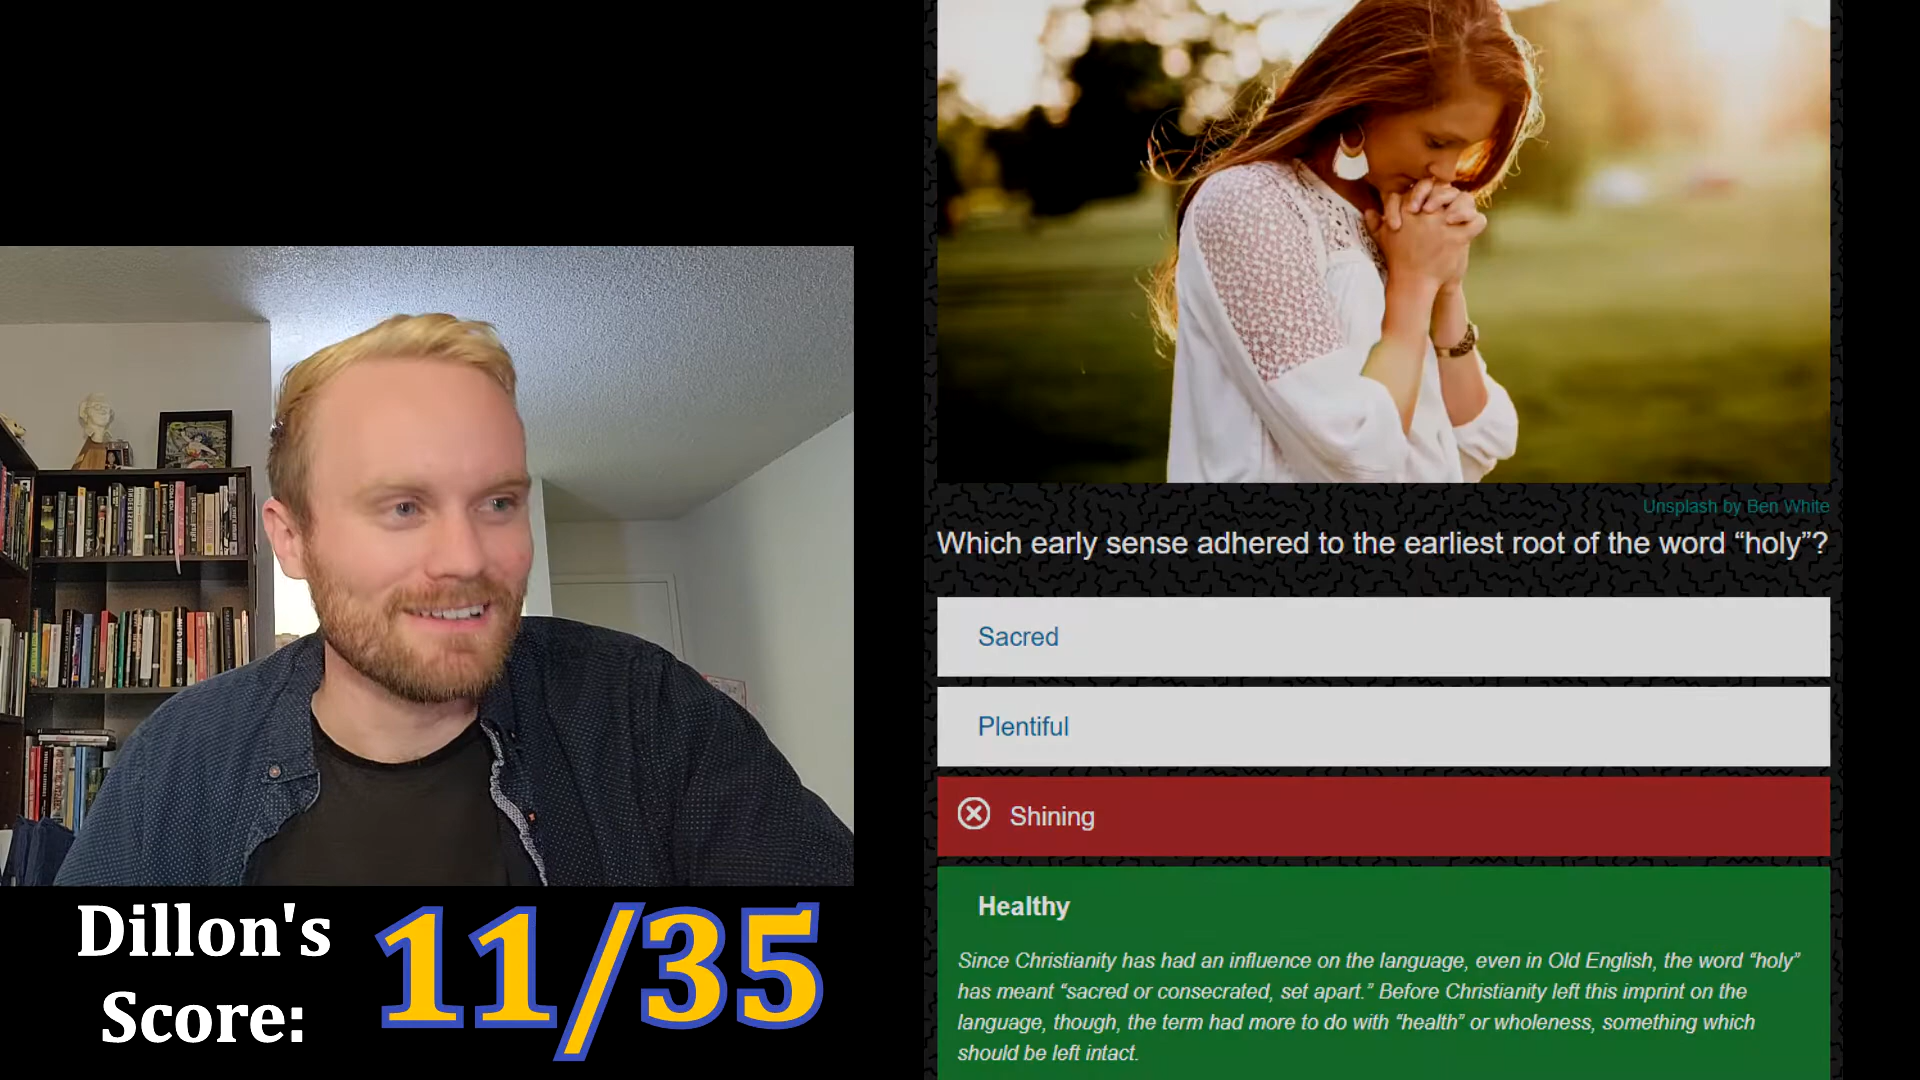 Unsplash by Ben White
Which early sense adhered to the earliest root of the word “holy”?
Sacred
Plentiful
Shining
Healthy
Since Christianity has had an influence on the language, even in Old English, the word “holy”
has meant “sacred or consecrated, set apart.” Before Christianity left this imprint on the
language, though, the term had more to do with “health” or wholeness, something which
should be left intact.
Dillon's
Score:
11/35